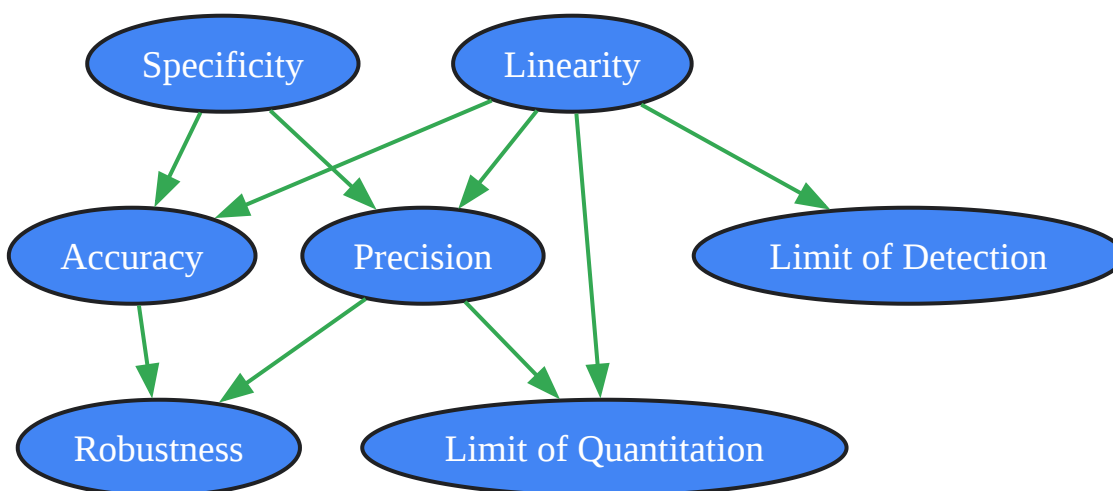 Specificity
Linearity
Accuracy
Precision
Limit of Detection
Robustness
Limit of Quantitation